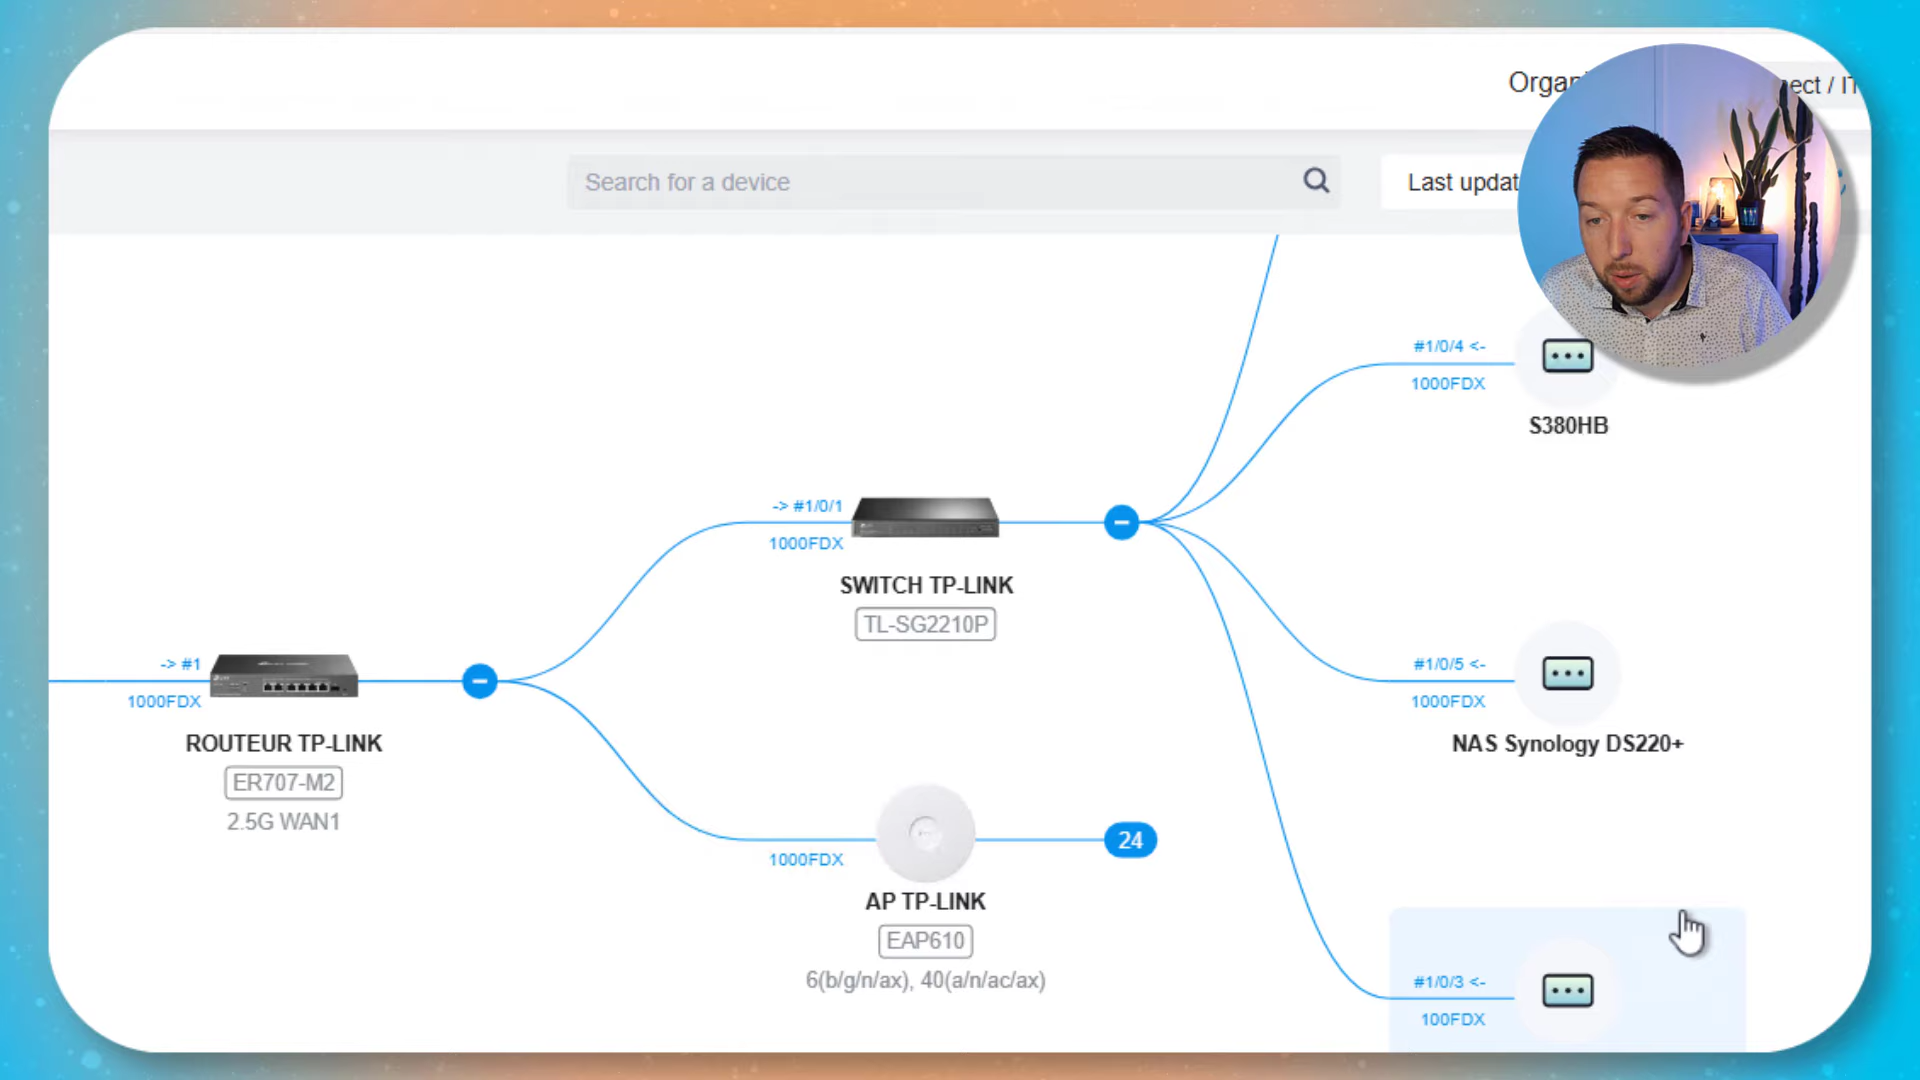 Organi
ect / IT
Search for a device
Last updat
#1/0/4 <-
1000FDX
S380HB
-> #1/0/1
1000FDX
SWITCH TP-LINK
TL-SG2210P
-> #1
1000FDX
ROUTEUR TP-LINK
ER707-M2
2.5G WAN1
#1/0/5 <-
1000FDX
NAS Synology DS220+
1000FDX
24
AP TP-LINK
EAP610
6(b/g/n/ax), 40(a/n/ac/ax)
#1/0/3 <-
100FDX